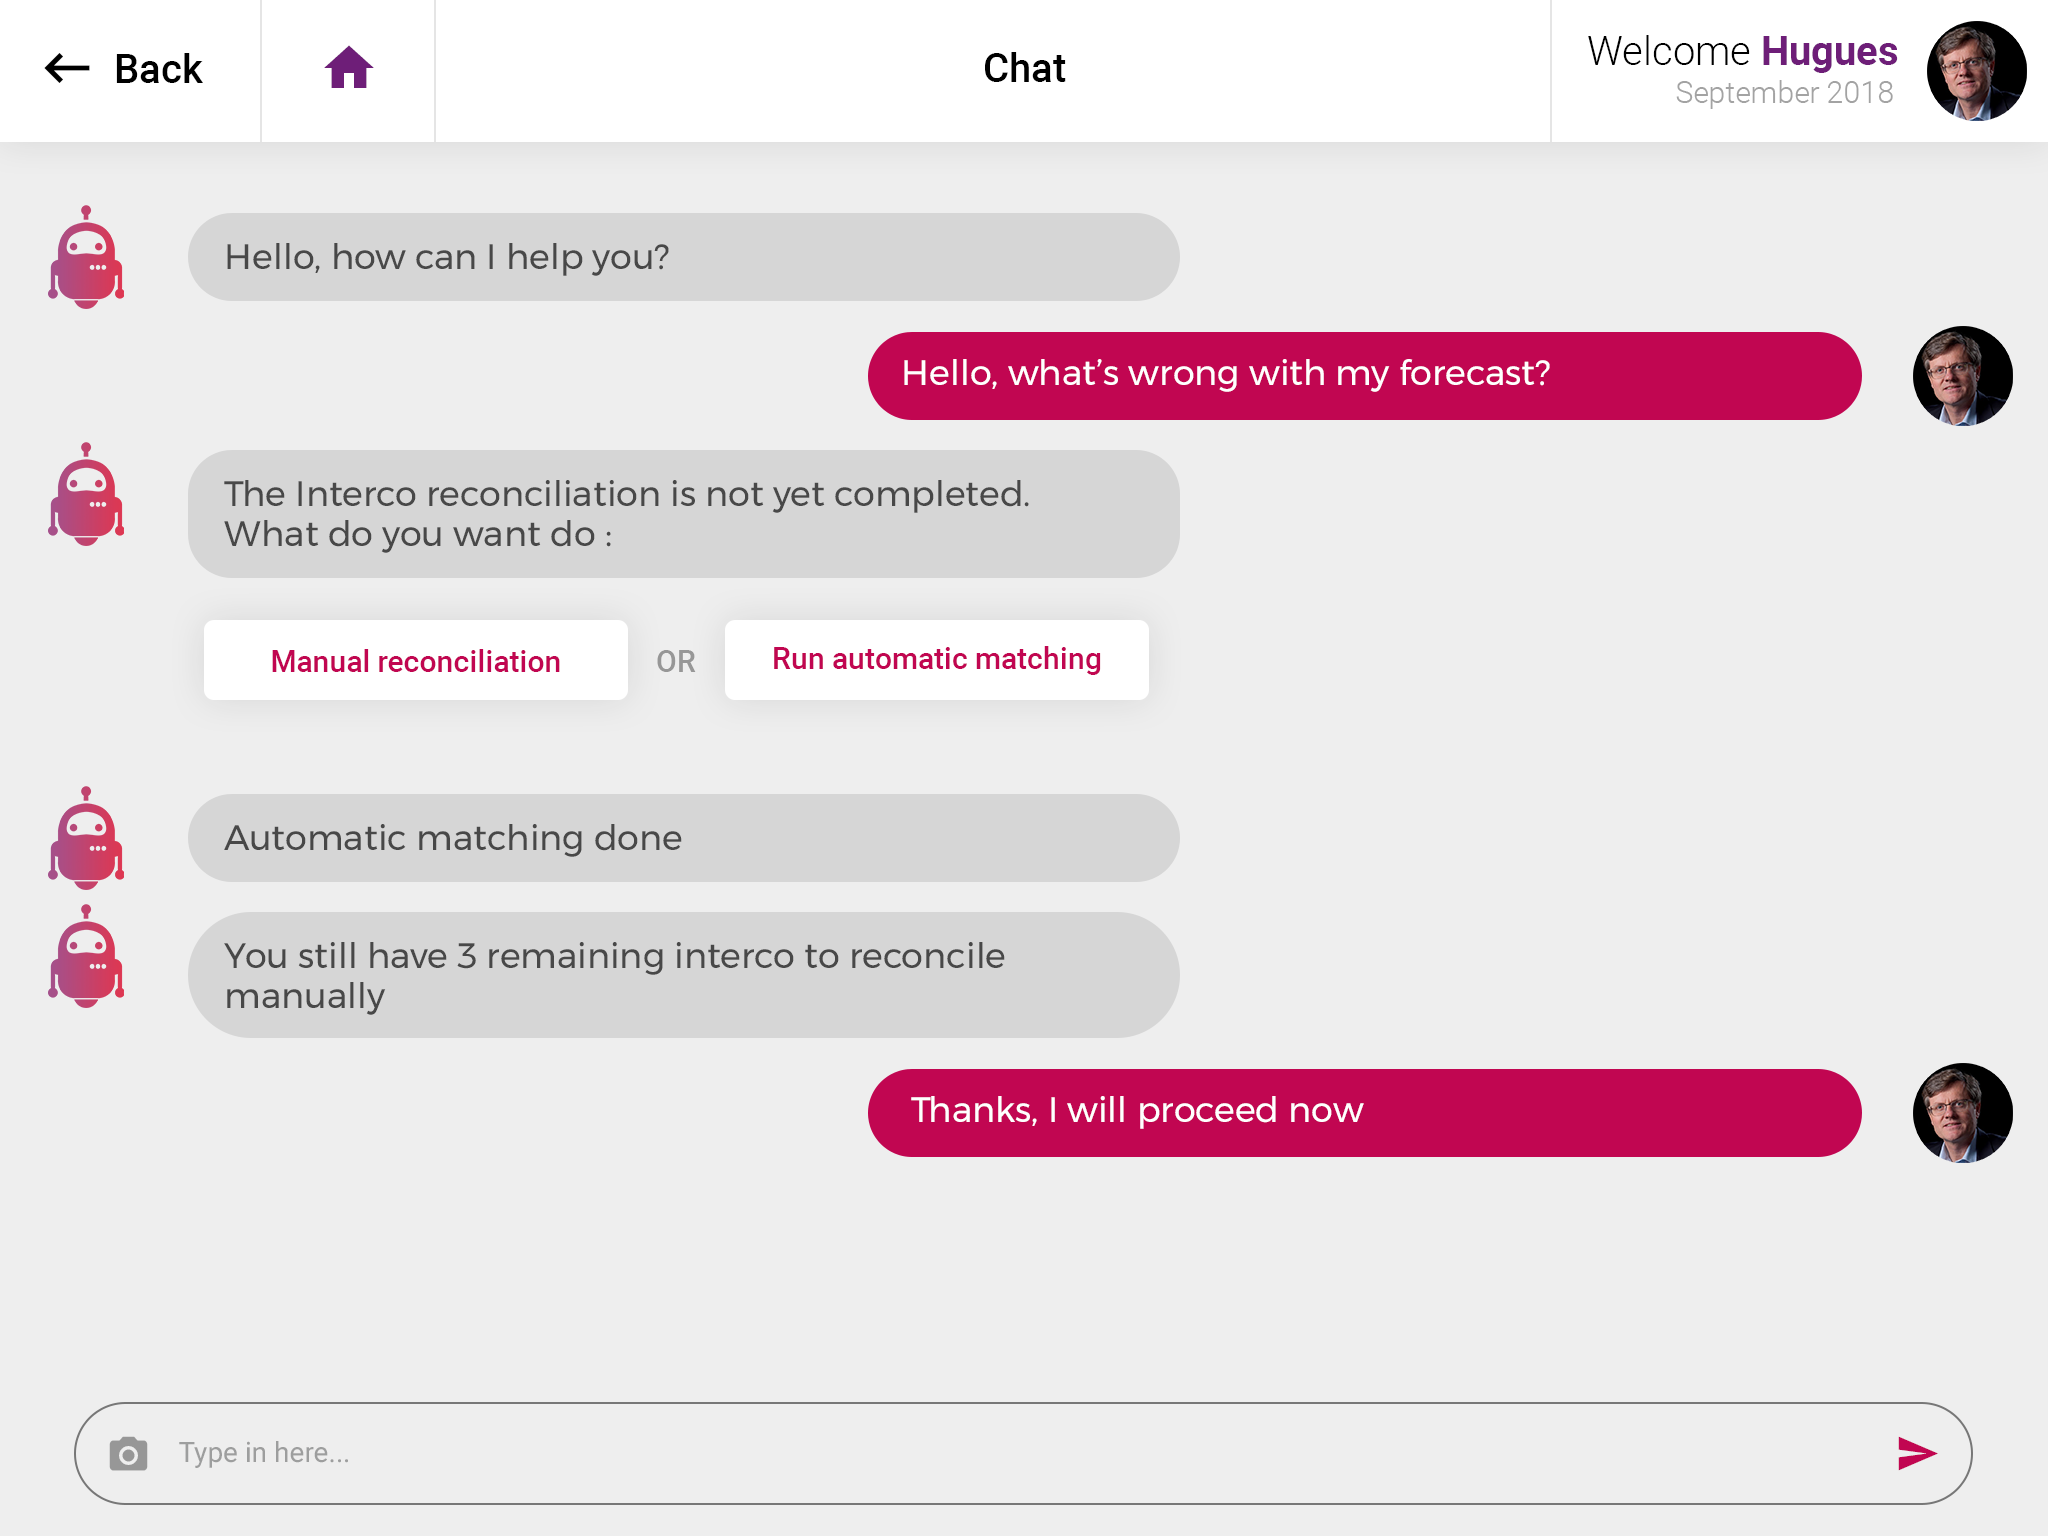 Back
Chat
Welcome Hugues
September 2018
Hello, how can I help you?
Hello, what’s wrong with my forecast?
The Interco reconciliation is not yet completed.
What do you want do :
Manual reconciliation
OR
Run automatic matching
Automatic matching done
You still have 3 remaining interco to reconcile
manually
Thanks, I will proceed now
Type in here...